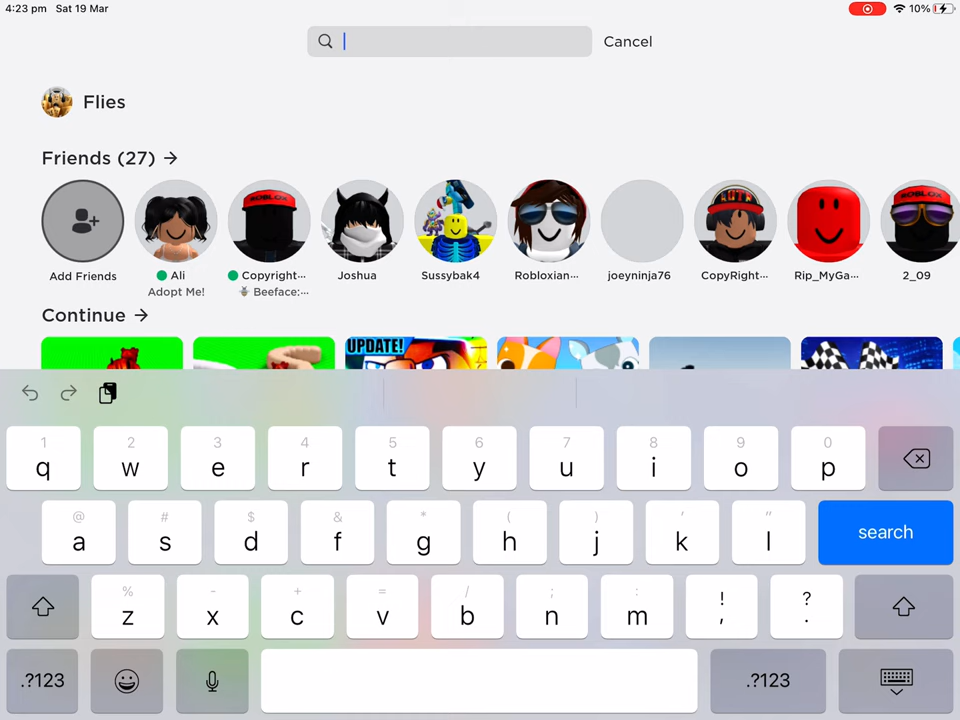 4:23 pm Sat 19 Mar 10%
Cancel
Flies
Friends (27) →
ROBLOX
ROBLOX
Add Friends
Ali
Copyright...
Joshua
Sussybak4
Robloxian...
joeyninja76
CopyRight...
Rip_MyGa...
2_09
Adopt Me!
Beeface:...
Continue →
UPDATE!
1 2 3 4 5 6 7 8 9 0
q w e r t y u i o p
@ # $ & * ( ) ' "
a s d f g h j k l search
% - + = / ; : ! ?
z x c v b n m , .
.?123 .?123